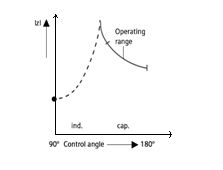 |z|
Operating
range
ind. cap.
90° Control angle 180°